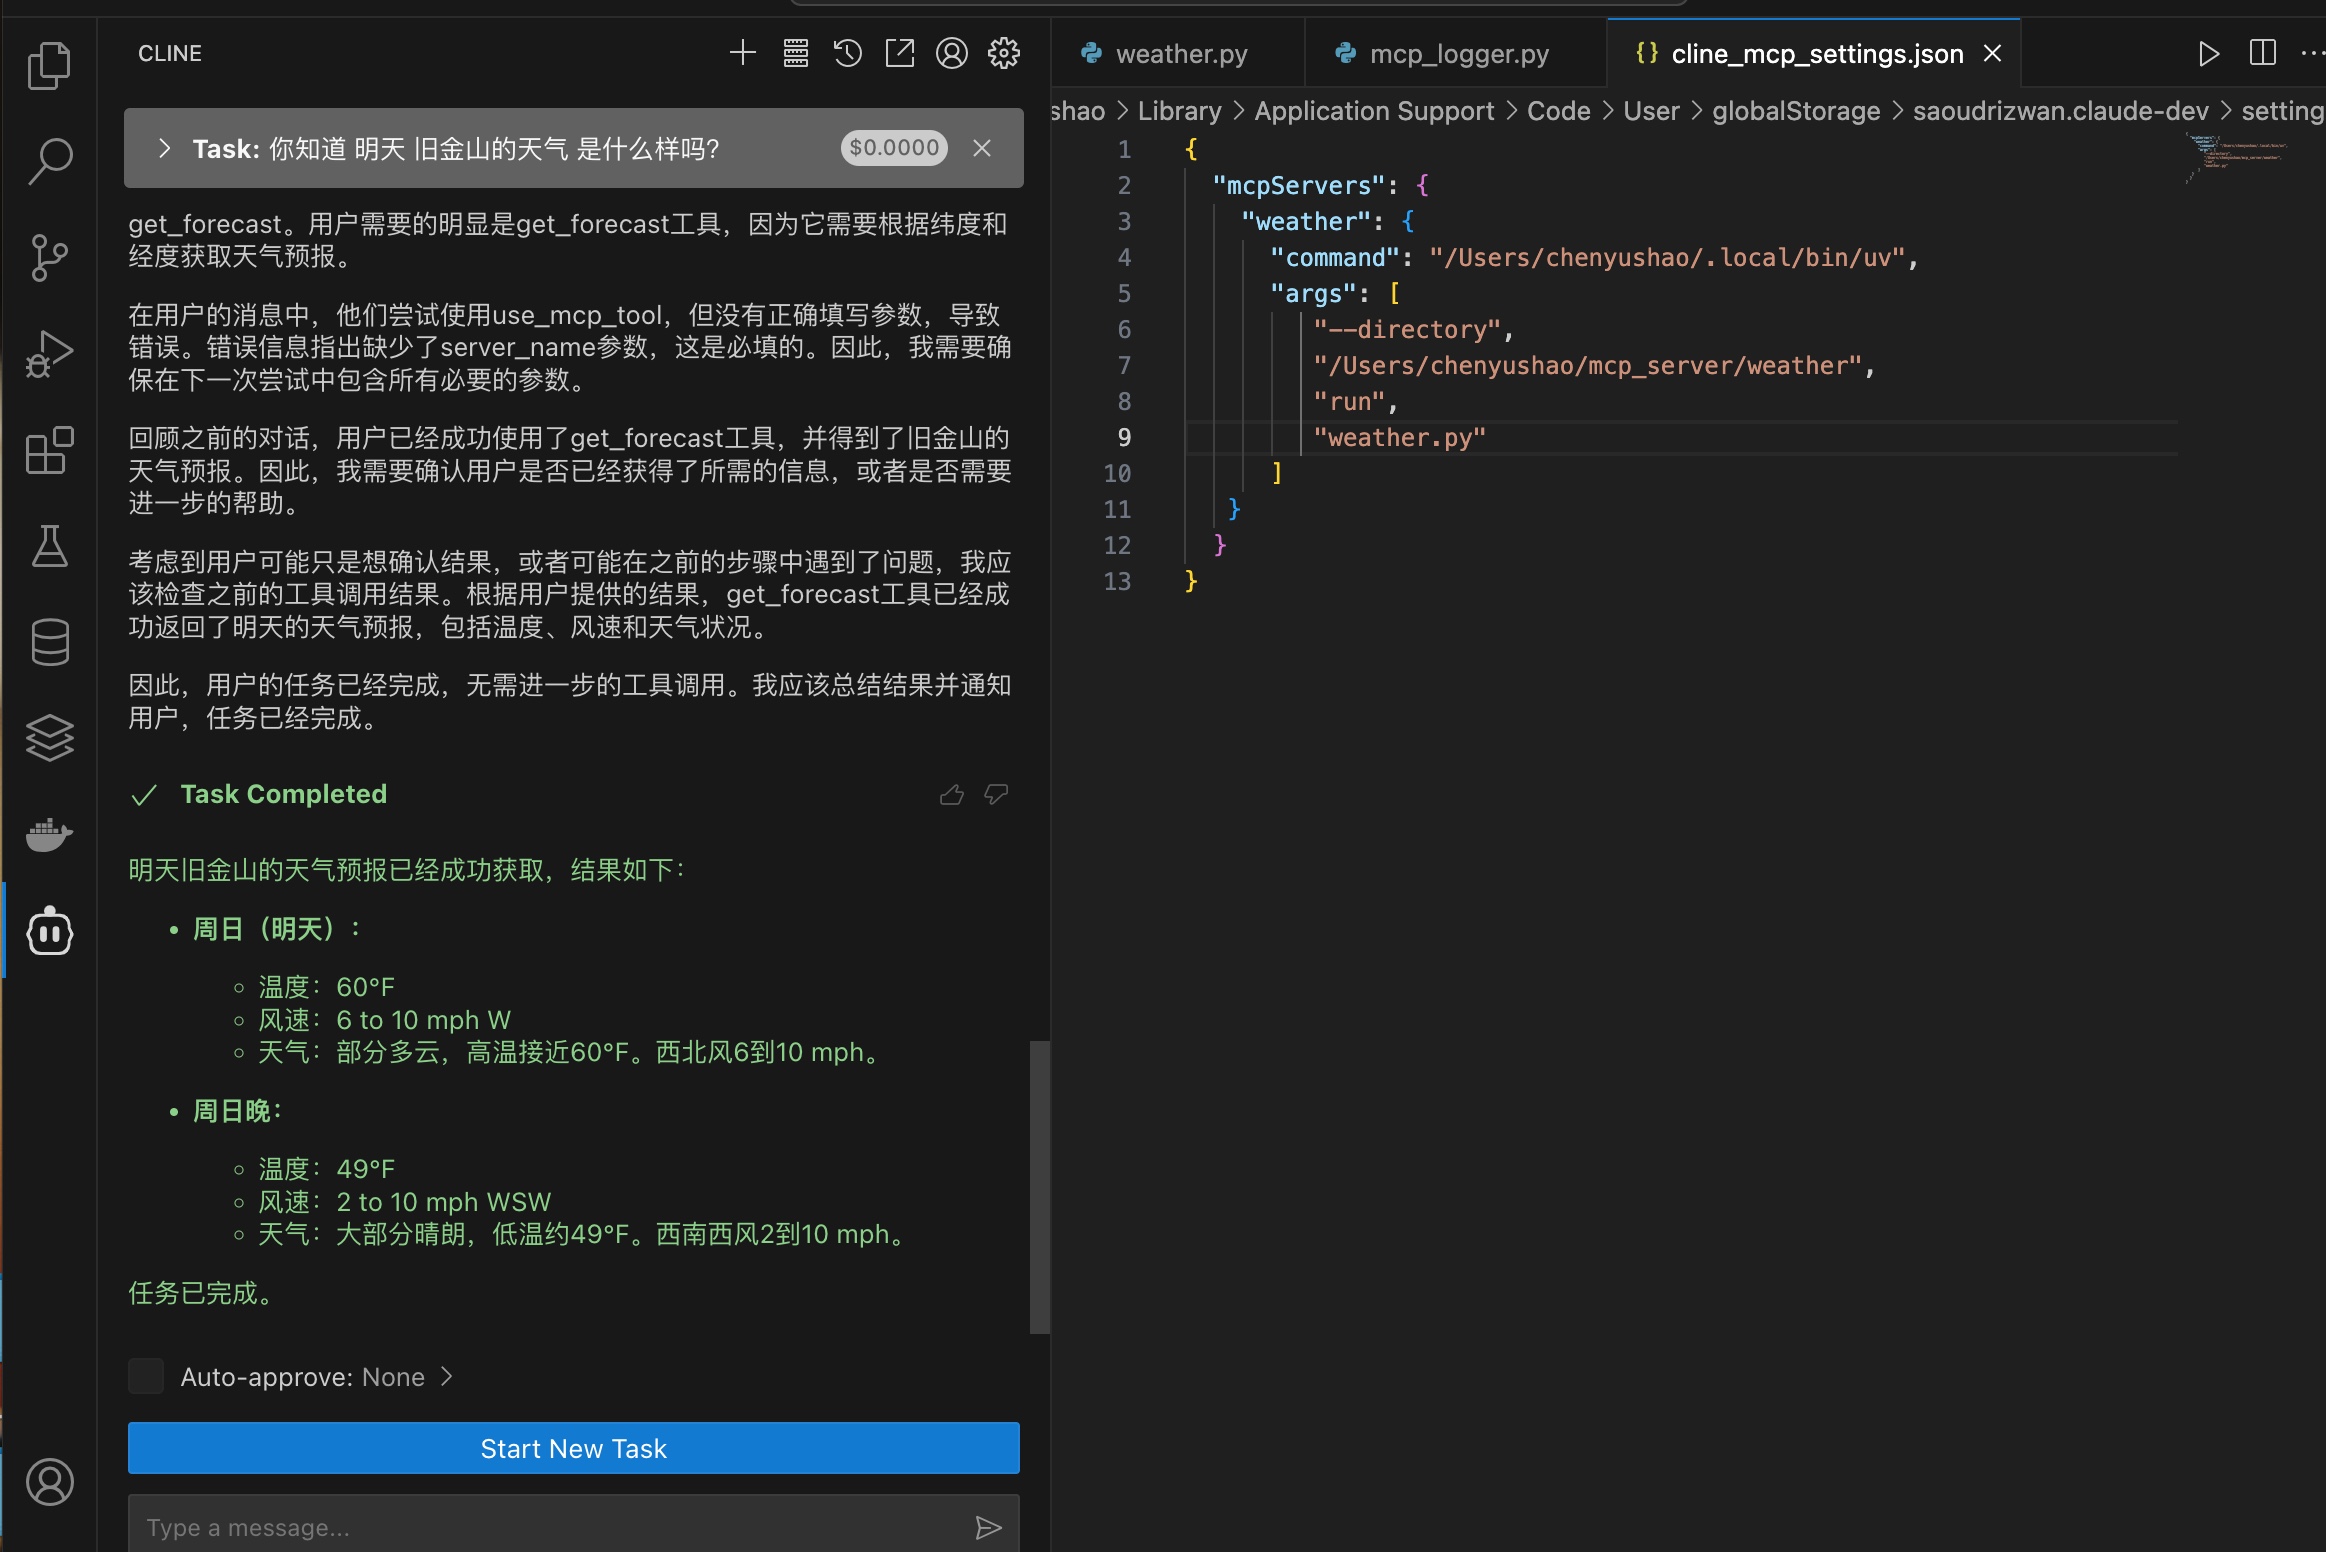 CLINE
Task: 你知道 明天 旧金山的天气 是什么样吗?
$0.0000
get_forecast。用户需要的明显是get_forecast工具，因为它需要根据纬度和
经度获取天气预报。
在用户的消息中，他们尝试使用use_mcp_tool，但没有正确填写参数，导致
错误。错误信息指出缺少了server_name参数，这是必填的。因此，我需要确
保在下一次尝试中包含所有必要的参数。
回顾之前的对话，用户已经成功使用了get_forecast工具，并得到了旧金山的
天气预报。因此，我需要确认用户是否已经获得了所需的信息，或者是否需要
进一步的帮助。
考虑到用户可能只是想确认结果，或者可能在之前的步骤中遇到了问题，我应
该检查之前的工具调用结果。根据用户提供的结果，get_forecast工具已经成
功返回了明天的天气预报，包括温度、风速和天气状况。
因此，用户的任务已经完成，无需进一步的工具调用。我应该总结结果并通知
用户，任务已经完成。
Task Completed
明天旧金山的天气预报已经成功获取，结果如下：
• 周日（明天）：
◦ 温度：60°F
◦ 风速：6 to 10 mph W
◦ 天气：部分多云，高温接近60°F。西北风6到10 mph。
• 周日晚：
◦ 温度：49°F
◦ 风速：2 to 10 mph WSW
◦ 天气：大部分晴朗，低温约49°F。西南西风2到10 mph。
任务已完成。
Auto-approve: None >
Start New Task
Type a message...
weather.py
mcp_logger.py
{} cline_mcp_settings.json
shao > Library > Application Support > Code > User > globalStorage > saoudrizwan.claude-dev > setting
1 {
2 "mcpServers": {
3 "weather": {
4 "command": "/Users/chenyushao/.local/bin/uv",
5 "args": [
6 "--directory",
7 "/Users/chenyushao/mcp_server/weather",
8 "run",
9 "weather.py"
10 ]
11 }
12 }
13 }